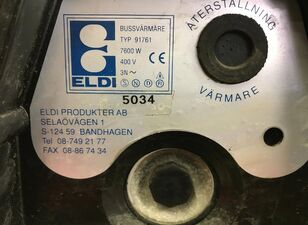 BUSSVÄRMARE
TYP 91761
7600 W
400 V
3N~
ELDI
S N D R
CE
5034
ÅTERSTÄLLNING
VÄRMARE
ELDI PRODUKTER AB
SELAÖVÄGEN 1
S-124 59 BANDHAGEN
Tel 08-749 21 77
FAX 08-86 74 34